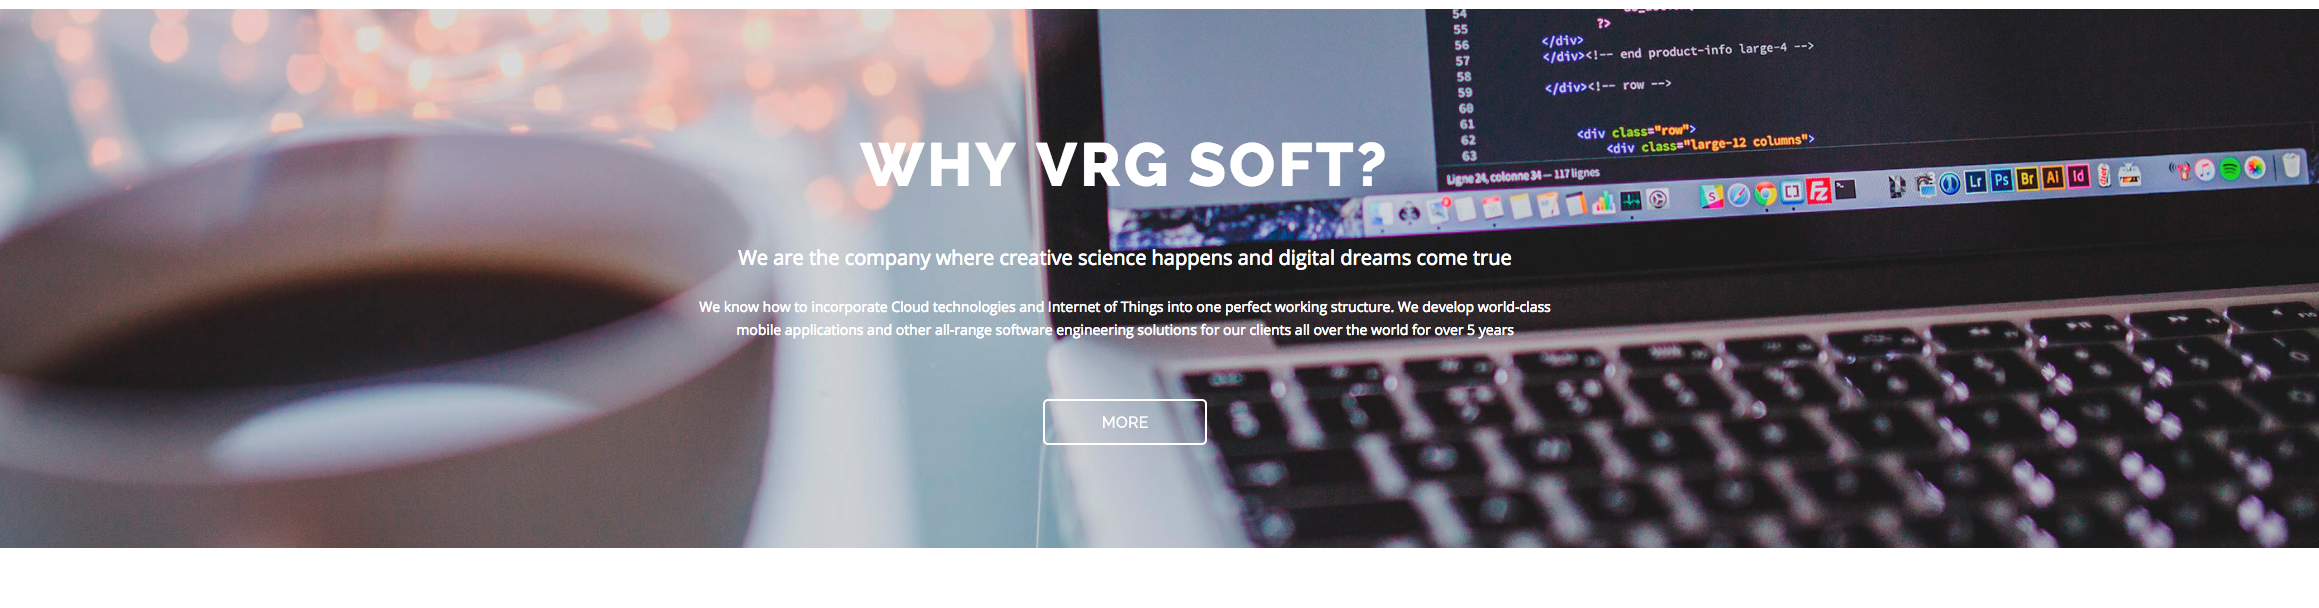 54
55
?>
56
</div>
57
</div><!-- end product-info large-4 -->
58
59
</div><!-- row -->
60
61
62
<div class="row">
63
<div class="large-12 columns">
Ligne 24, colonne 34 — 117 lignes
Lr Ps Br Ai Id
S
Fz
WHY VRG SOFT?
We are the company where creative science happens and digital dreams come true
We know how to incorporate Cloud technologies and Internet of Things into one perfect working structure. We develop world-class
mobile applications and other all-range software engineering solutions for our clients all over the world for over 5 years
MORE